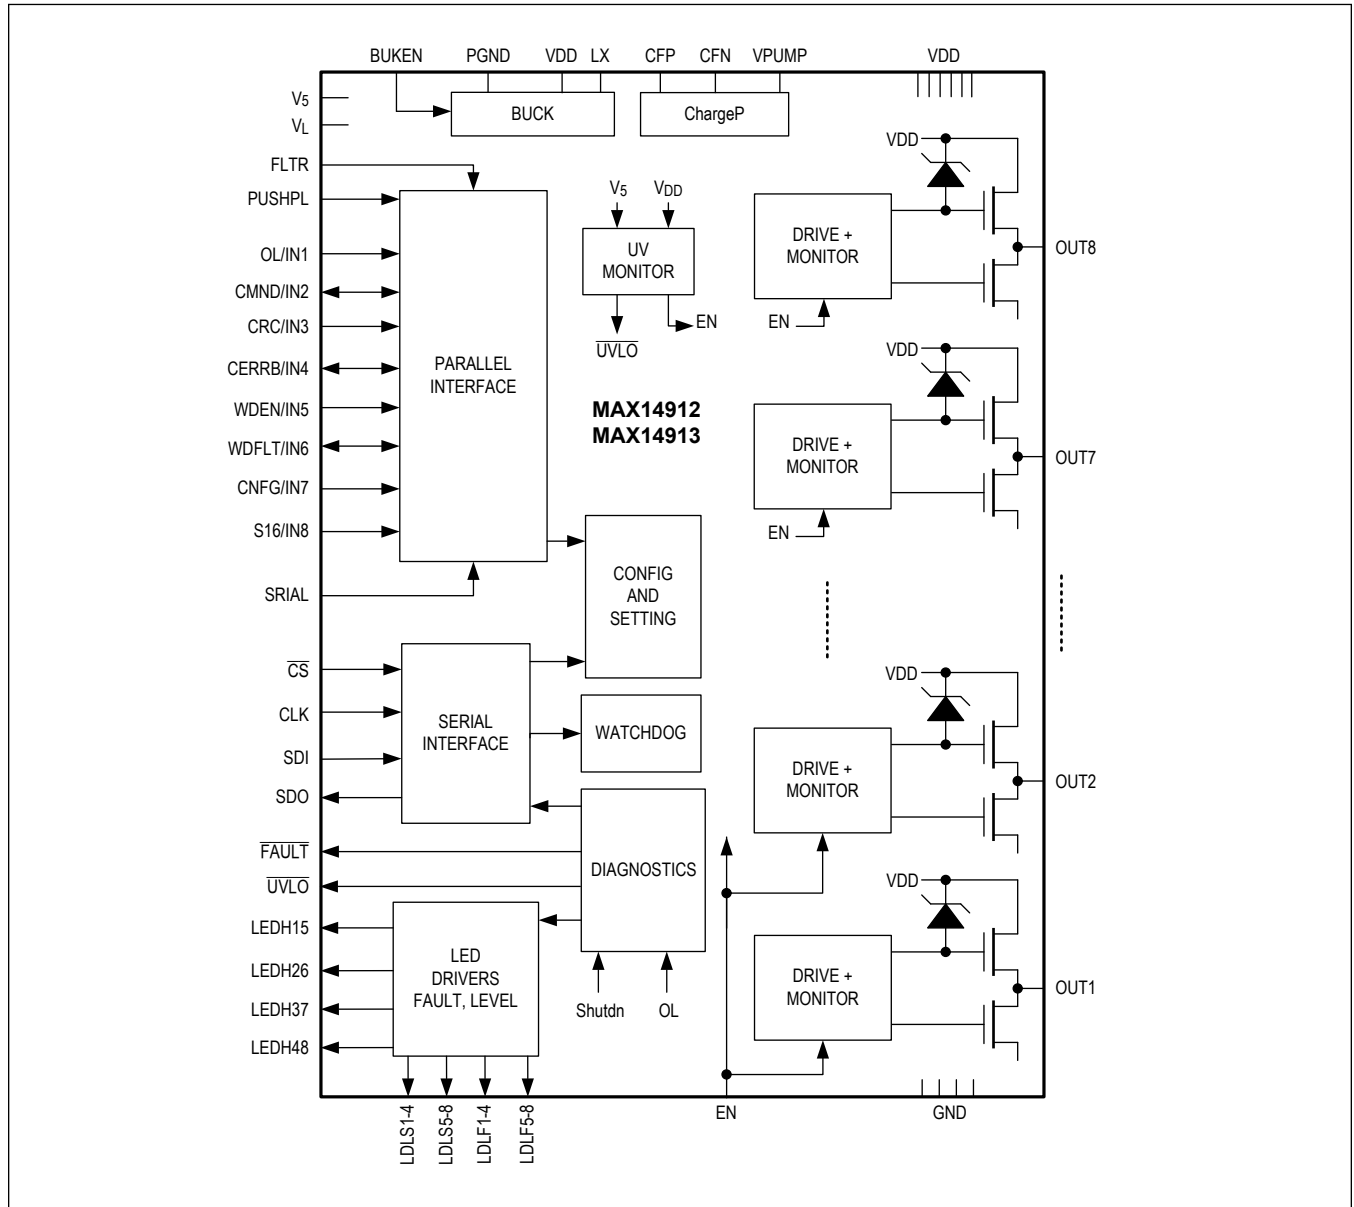 BUKEN PGND VDD LX CFP CFN VPUMP VDD
V5
VL
BUCK
ChargeP
FLTR
PUSHPL
OL/IN1
CMND/IN2
CRC/IN3
CERRB/IN4
WDEN/IN5
WDFLT/IN6
CNFG/IN7
S16/IN8
SRIAL
PARALLEL
INTERFACE
V5 VDD
UV
MONITOR
UVLO
EN
MAX14912
MAX14913
CONFIG
AND
SETTING
CS
CLK
SDI
SDO
SERIAL
INTERFACE
WATCHDOG
FAULT
UVLO
DIAGNOSTICS
Shutdn OL
LEDH15
LEDH26
LEDH37
LEDH48
LED
DRIVERS
FAULT, LEVEL
LDLS1-4
LDLS5-8
LDLF1-4
LDLF5-8
VDD
DRIVE +
MONITOR
EN
OUT8
VDD
DRIVE +
MONITOR
EN
OUT7
VDD
DRIVE +
MONITOR
OUT2
VDD
DRIVE +
MONITOR
OUT1
EN
GND